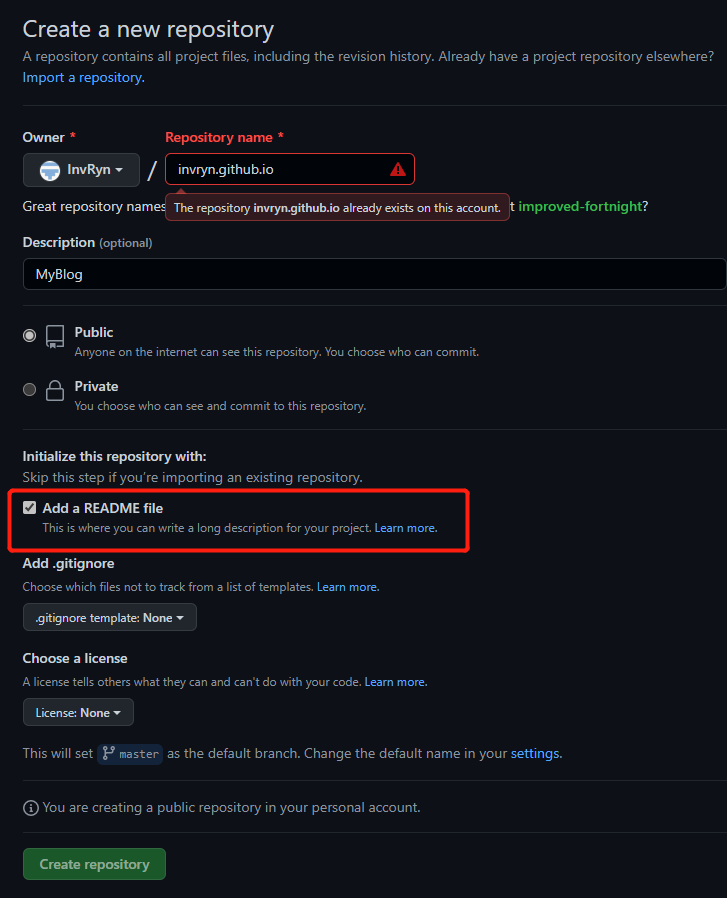 Create a new repository
A repository contains all project files, including the revision history. Already have a project repository elsewhere?
Import a repository.
Owner *
Repository name *
InvRyn
/
invryn.github.io
Great repository names
The repository invryn.github.io already exists on this account.
t improved-fortnight?
Description (optional)
MyBlog
Public
Anyone on the internet can see this repository. You choose who can commit.
Private
You choose who can see and commit to this repository.
Initialize this repository with:
Skip this step if you're importing an existing repository.
Add a README file
This is where you can write a long description for your project. Learn more.
Add .gitignore
Choose which files not to track from a list of templates. Learn more.
.gitignore template: None
Choose a license
A license tells others what they can and can't do with your code. Learn more.
License: None
This will set master as the default branch. Change the default name in your settings.
You are creating a public repository in your personal account.
Create repository